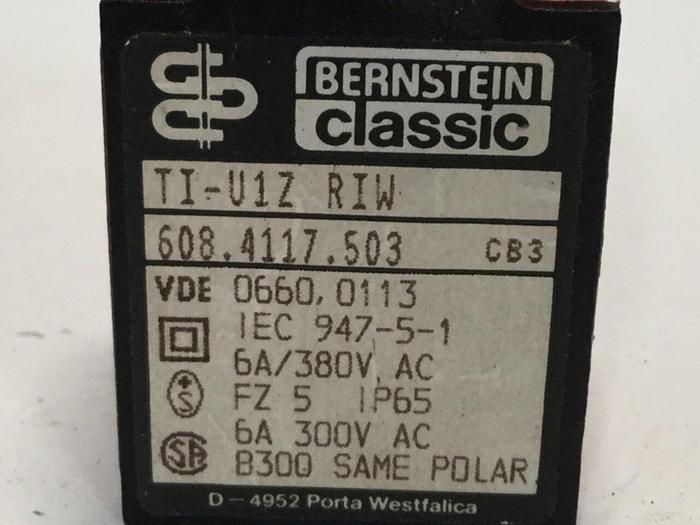 BERNSTEIN
classic
TI-U1Z RIW
608.4117.503 CB3
VDE 0660, 0113
IEC 947-5-1
6A/380V AC
S FZ 5 IP65
6A 300V AC
SA B300 SAME POLAR
D - 4952 Porta Westfalica